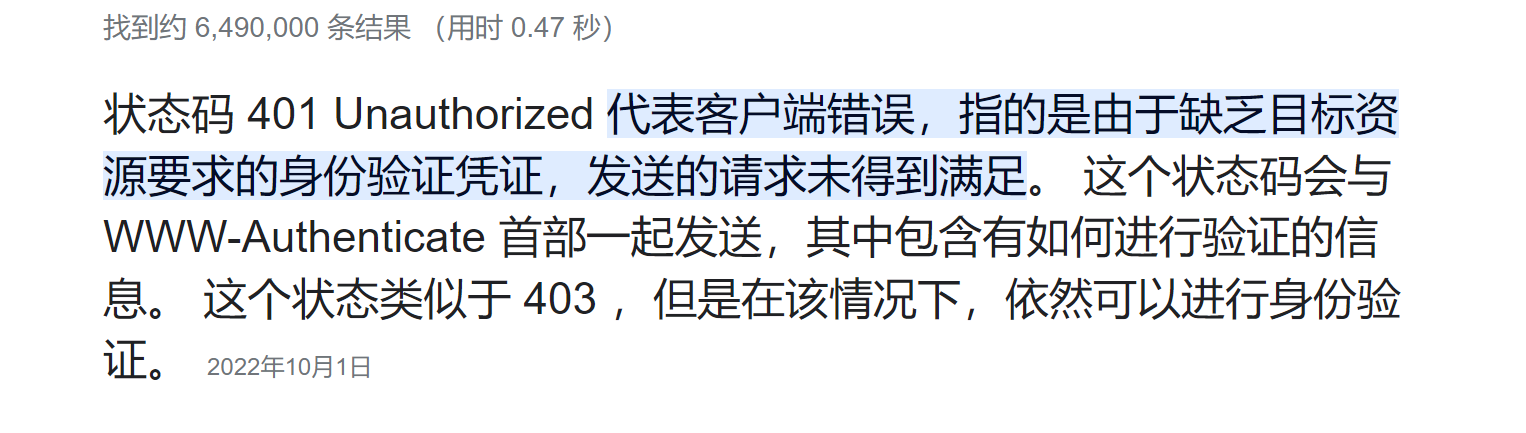 找到约 6,490,000 条结果 （用时 0.47 秒）
状态码 401 Unauthorized 代表客户端错误，指的是由于缺乏目标资
源要求的身份验证凭证，发送的请求未得到满足。 这个状态码会与
WWW-Authenticate 首部一起发送，其中包含有如何进行验证的信
息。 这个状态类似于 403 ，但是在该情况下，依然可以进行身份验
证。 2022年10月1日